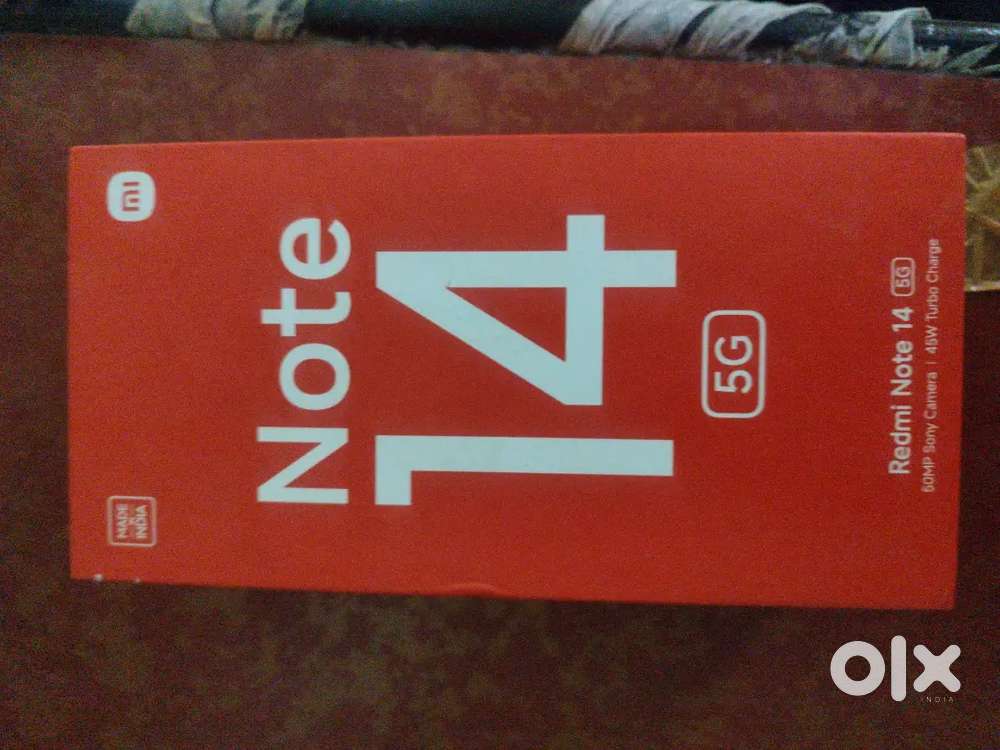 MADE
IN
INDIA
mi
Note
14
5G
Redmi Note 14 5G
50MP Sony Camera | 45W Turbo Charge
olx
INDIA